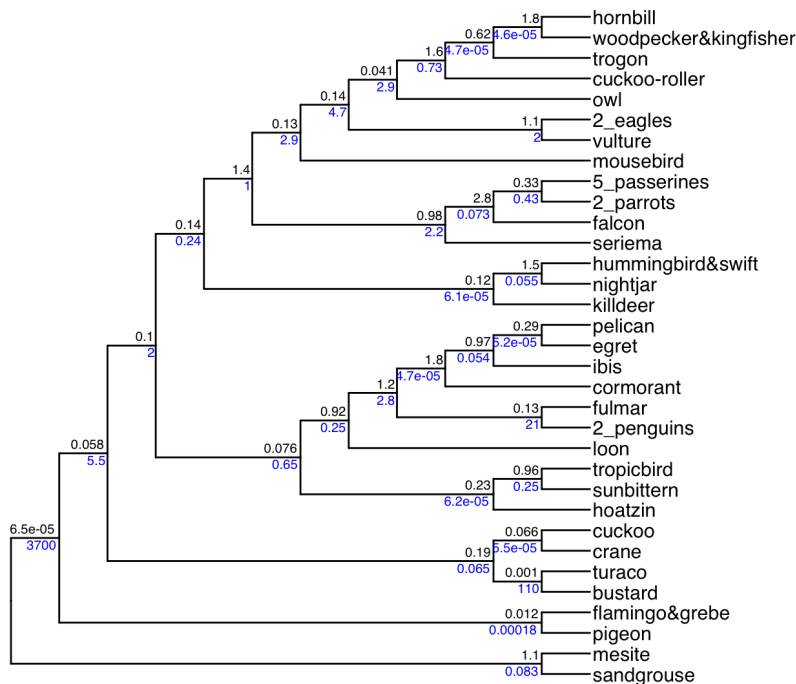 1.8 hornbill
4.6e-05
0.62 woodpecker&kingfisher
1.6 4.7e-05 trogon
0.041 0.73 cuckoo-roller
0.14 2.9 owl
4.7 1.1 2_eagles
0.13 2 vulture
2.9 mousebird
1.4 0.33 5_passerines
1 2.8 0.43 2_parrots
0.98 0.073 falcon
0.14 2.2 seriema
0.24 1.5 hummingbird&swift
0.12 0.055 nightjar
6.1e-05 killdeer
0.29 pelican
0.1 0.97 5.2e-05 egret
2 1.8 0.054 ibis
4.7e-05 cormorant
1.2 0.13 fulmar
2.8 21 2_penguins
0.92 0.25 loon
0.058 0.076 0.96 tropicbird
5.5 0.65 0.23 0.25 sunbittern
6.2e-05 hoatzin
6.5e-05 0.066 cuckoo
3700 0.19 5.5e-05 crane
0.065 0.001 turaco
110 bustard
0.012 flamingo&grebe
0.00018 pigeon
1.1 mesite
0.083 sandgrouse